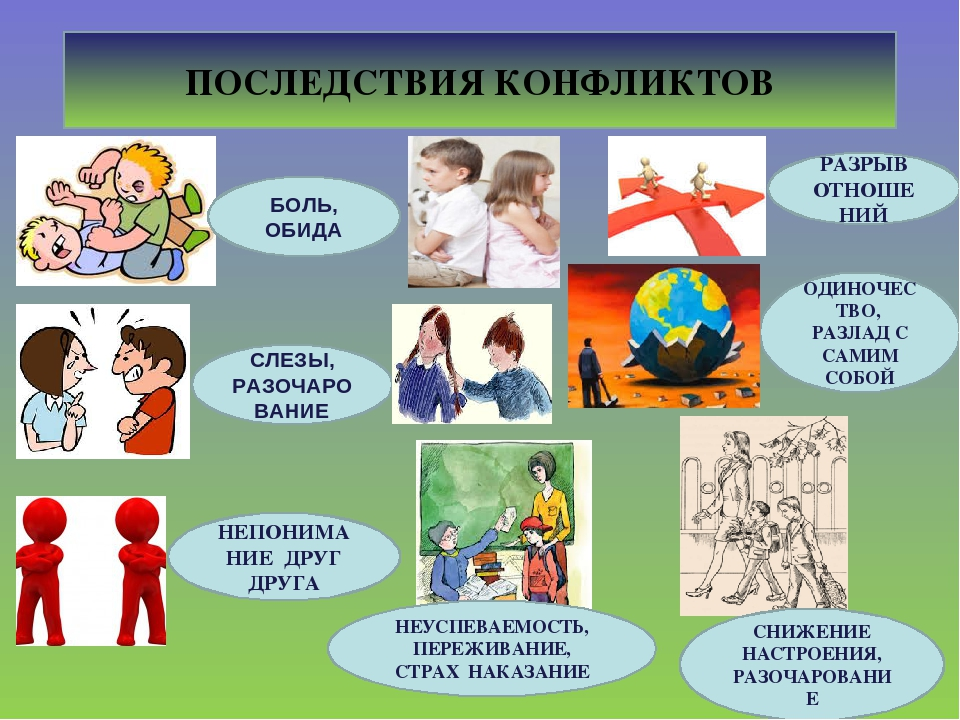 ПОСЛЕДСТВИЯ КОНФЛИКТОВ
БОЛЬ,
ОБИДА
РАЗРЫВ
ОТНОШЕ
НИЙ
ОДИНОЧЕС
ТВО,
РАЗЛАД С
САМИМ
СОБОЙ
СЛЕЗЫ,
РАЗОЧАРО
ВАНИЕ
НЕПОНИМА
НИЕ ДРУГ
ДРУГА
НЕУСПЕВАЕМОСТЬ,
ПЕРЕЖИВАНИЕ,
СТРАХ НАКАЗАНИЕ
СНИЖЕНИЕ
НАСТРОЕНИЯ,
РАЗОЧАРОВАНИ
Е